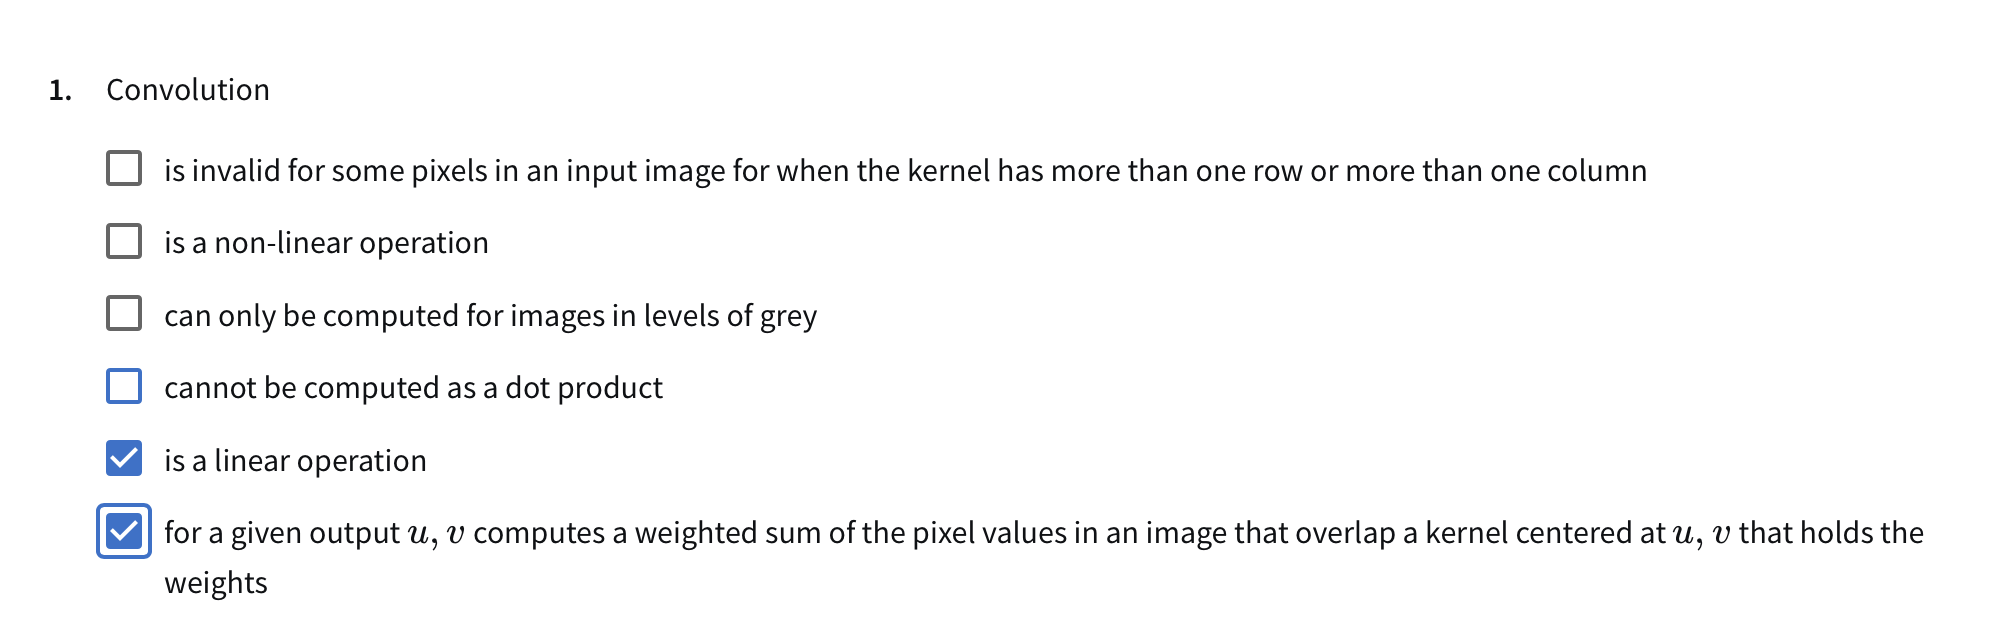 1. Convolution
is invalid for some pixels in an input image for when the kernel has more than one row or more than one column
is a non-linear operation
can only be computed for images in levels of grey
cannot be computed as a dot product
is a linear operation
for a given output u, v computes a weighted sum of the pixel values in an image that overlap a kernel centered at u, v that holds the
weights